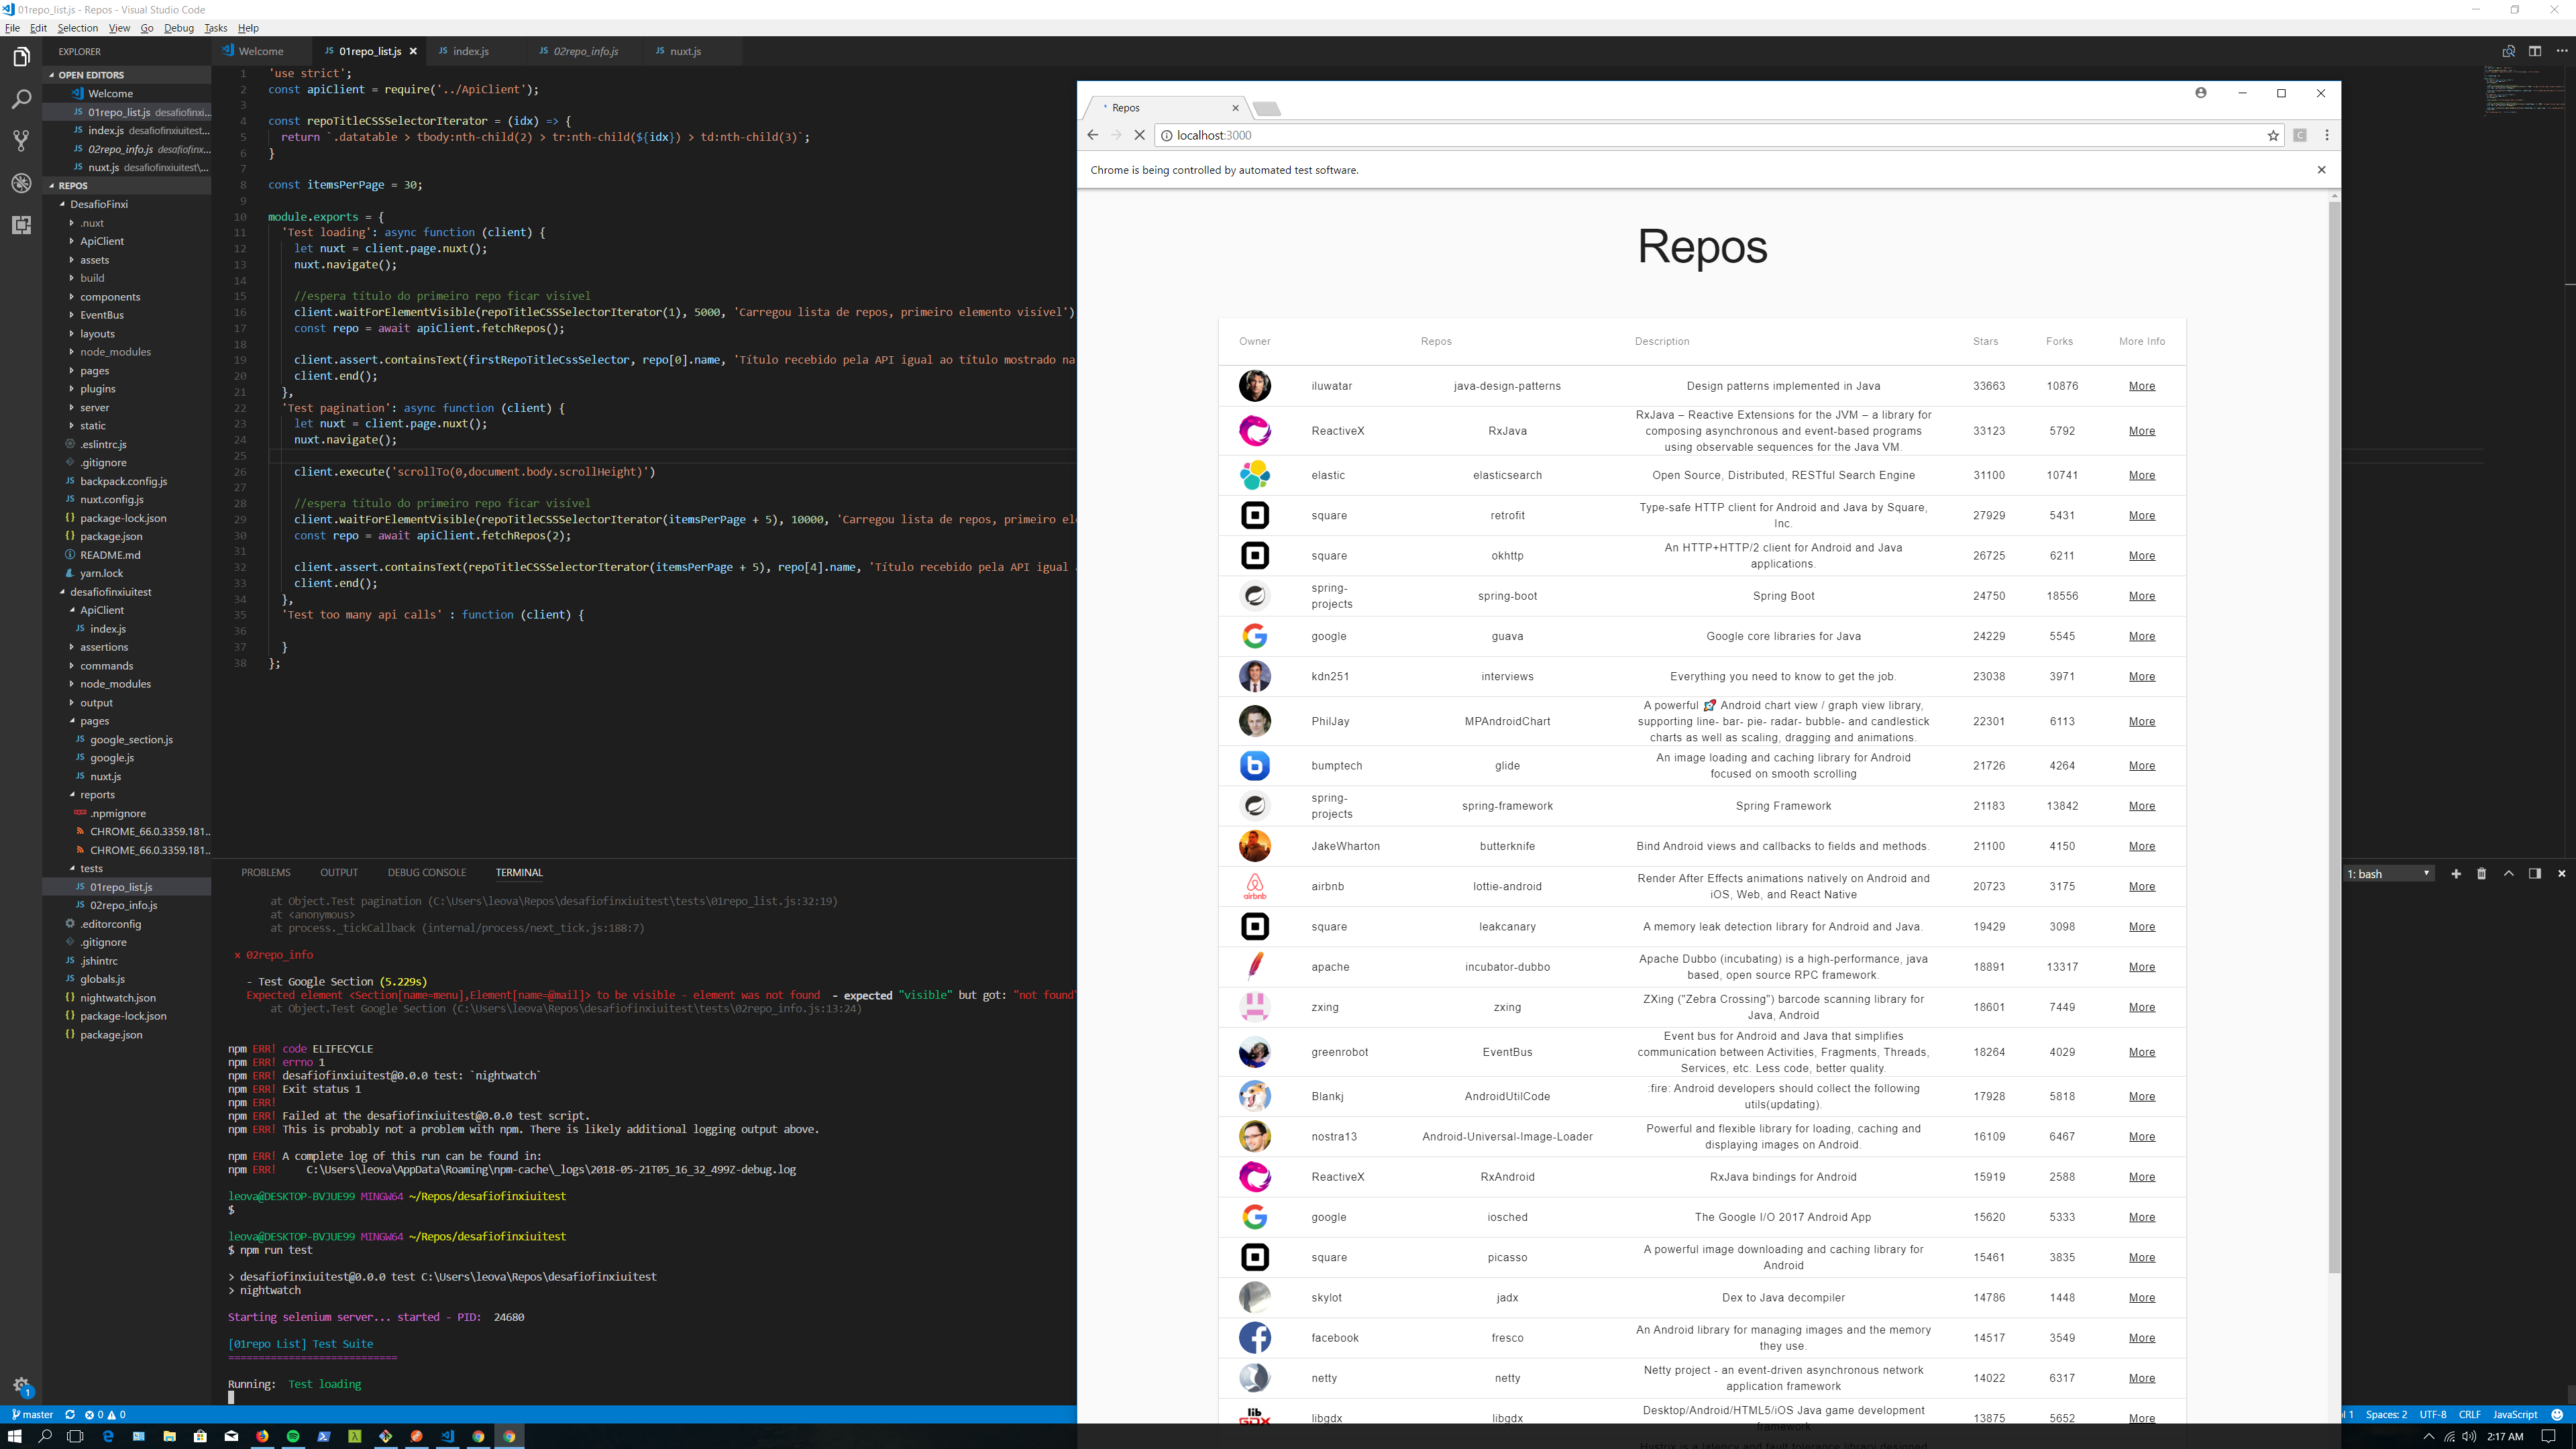 01repo_list.js - Repos - Visual Studio Code
File Edit Selection View Go Debug Tasks Help
EXPLORER
OPEN EDITORS
Welcome
01repo_list.js desafiofinxi...
index.js desafiofinxiuitest...
02repo_info.js desafiofinx...
nuxt.js desafiofinxiuitest\...
REPOS
DesafioFinxi
.nuxt
ApiClient
assets
build
components
EventBus
layouts
node_modules
pages
plugins
server
static
.eslintrc.js
.gitignore
backpack.config.js
nuxt.config.js
package-lock.json
package.json
README.md
yarn.lock
desafiofinxiuitest
ApiClient
index.js
assertions
commands
node_modules
output
pages
google_section.js
google.js
nuxt.js
reports
.npmignore
CHROME_66.0.3359.181...
CHROME_66.0.3359.181...
tests
01repo_list.js
02repo_info.js
.editorconfig
.gitignore
.jshintrc
globals.js
nightwatch.json
package-lock.json
package.json
Welcome 01repo_list.js index.js 02repo_info.js nuxt.js
1 'use strict';
2 const apiClient = require('../ApiClient');
3
4 const repoTitleCSSSelectorIterator = (idx) => {
5 return `.datatable > tbody:nth-child(2) > tr:nth-child(${idx}) > td:nth-child(3)`;
6 }
7
8 const itemsPerPage = 30;
9
10 module.exports = {
11 'Test loading': async function (client) {
12 let nuxt = client.page.nuxt();
13 nuxt.navigate();
14
15 //espera título do primeiro repo ficar visível
16 client.waitForElementVisible(repoTitleCSSSelectorIterator(1), 5000, 'Carregou lista de repos, primeiro elemento visível')
17 const repo = await apiClient.fetchRepos();
18
19 client.assert.containsText(firstRepoTitleCssSelector, repo[0].name, 'Título recebido pela API igual ao título mostrado na
20 client.end();
21 },
22 'Test pagination': async function (client) {
23 let nuxt = client.page.nuxt();
24 nuxt.navigate();
25
26 client.execute('scrollTo(0,document.body.scrollHeight)')
27
28 //espera título do primeiro repo ficar visível
29 client.waitForElementVisible(repoTitleCSSSelectorIterator(itemsPerPage + 5), 10000, 'Carregou lista de repos, primeiro el
30 const repo = await apiClient.fetchRepos(2);
31
32 client.assert.containsText(repoTitleCSSSelectorIterator(itemsPerPage + 5), repo[4].name, 'Título recebido pela API igual
33 client.end();
34 },
35 'Test too many api calls' : function (client) {
36
37 }
38 };
PROBLEMS OUTPUT DEBUG CONSOLE TERMINAL
1: bash
at Object.Test pagination (C:\Users\leova\Repos\desafiofinxiuitest\tests\01repo_list.js:32:19)
at <anonymous>
at process._tickCallback (internal/process/next_tick.js:188:7)
× 02repo_info
- Test Google Section (5.229s)
Expected element <Section[name=menu],Element[name=@mail]> to be visible - element was not found - expected "visible" but got: "not found"
at Object.Test Google Section (C:\Users\leova\Repos\desafiofinxiuitest\tests\02repo_info.js:13:24)
npm ERR! code ELIFECYCLE
npm ERR! errno 1
npm ERR! desafiofinxiuitest@0.0.0 test: `nightwatch`
npm ERR! Exit status 1
npm ERR!
npm ERR! Failed at the desafiofinxiuitest@0.0.0 test script.
npm ERR! This is probably not a problem with npm. There is likely additional logging output above.
npm ERR! A complete log of this run can be found in:
npm ERR! C:\Users\leova\AppData\Roaming\npm-cache\_logs\2018-05-21T05_16_32_499Z-debug.log
leova@DESKTOP-BVJUE99 MINGW64 ~/Repos/desafiofinxiuitest
$
leova@DESKTOP-BVJUE99 MINGW64 ~/Repos/desafiofinxiuitest
$ npm run test
> desafiofinxiuitest@0.0.0 test C:\Users\leova\Repos\desafiofinxiuitest
> nightwatch
Starting selenium server... started - PID: 24680
[01repo List] Test Suite
============================
Running: Test loading
Repos
localhost:3000
Chrome is being controlled by automated test software.
Repos
Owner Repos Description Stars Forks More Info
iluwatar java-design-patterns Design patterns implemented in Java 33663 10876 More
ReactiveX RxJava RxJava – Reactive Extensions for the JVM – a library for composing asynchronous and event-based programs using observable sequences for the Java VM. 33123 5792 More
elastic elasticsearch Open Source, Distributed, RESTful Search Engine 31100 10741 More
square retrofit Type-safe HTTP client for Android and Java by Square, Inc. 27929 5431 More
square okhttp An HTTP+HTTP/2 client for Android and Java applications. 26725 6211 More
spring-projects spring-boot Spring Boot 24750 18556 More
google guava Google core libraries for Java 24229 5545 More
kdn251 interviews Everything you need to know to get the job. 23038 3971 More
PhilJay MPAndroidChart A powerful 🚀 Android chart view / graph view library, supporting line- bar- pie- radar- bubble- and candlestick charts as well as scaling, dragging and animations. 22301 6113 More
bumptech glide An image loading and caching library for Android focused on smooth scrolling 21726 4264 More
spring-projects spring-framework Spring Framework 21183 13842 More
JakeWharton butterknife Bind Android views and callbacks to fields and methods. 21100 4150 More
airbnb airbnb lottie-android Render After Effects animations natively on Android and iOS, Web, and React Native 20723 3175 More
square leakcanary A memory leak detection library for Android and Java. 19429 3098 More
apache incubator-dubbo Apache Dubbo (incubating) is a high-performance, java based, open source RPC framework. 18891 13317 More
zxing zxing ZXing ("Zebra Crossing") barcode scanning library for Java, Android 18601 7449 More
greenrobot EventBus Event bus for Android and Java that simplifies communication between Activities, Fragments, Threads, Services, etc. Less code, better quality. 18264 4029 More
Blankj AndroidUtilCode :fire: Android developers should collect the following utils(updating). 17928 5818 More
nostra13 Android-Universal-Image-Loader Powerful and flexible library for loading, caching and displaying images on Android. 16109 6467 More
ReactiveX RxAndroid RxJava bindings for Android 15919 2588 More
google iosched The Google I/O 2017 Android App 15620 5333 More
square picasso A powerful image downloading and caching library for Android 15461 3835 More
skylot jadx Dex to Java decompiler 14786 1448 More
facebook fresco An Android library for managing images and the memory they use. 14517 3549 More
netty netty Netty project - an event-driven asynchronous network application framework 14022 6317 More
lib GDX libgdx libgdx Desktop/Android/HTML5/iOS Java game development framework 13875 5652 More
master 0 0
Spaces: 2 UTF-8 CRLF JavaScript
2:17 AM